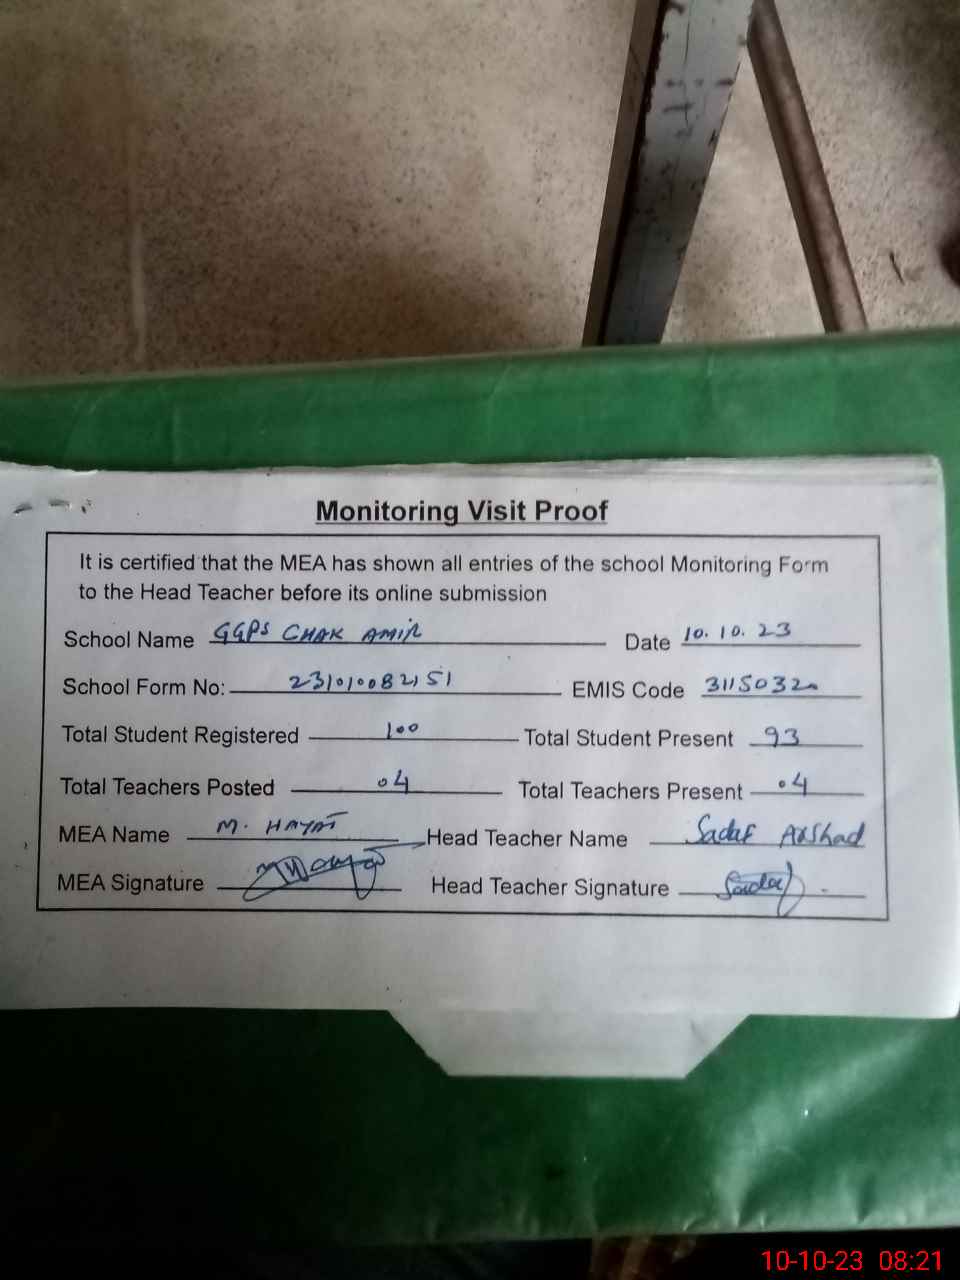 Monitoring Visit Proof
It is certified that the MEA has shown all entries of the school Monitoring Form
to the Head Teacher before its online submission
School Name GGPS CHAK AMIR Date 10.10.23
School Form No: 231010082151 EMIS Code 31150320
Total Student Registered 100 Total Student Present 93
Total Teachers Posted 04 Total Teachers Present 04
MEA Name M. HAYAT Head Teacher Name Sadaf Arshad
MEA Signature Head Teacher Signature Sadaf
10-10-23 08:21